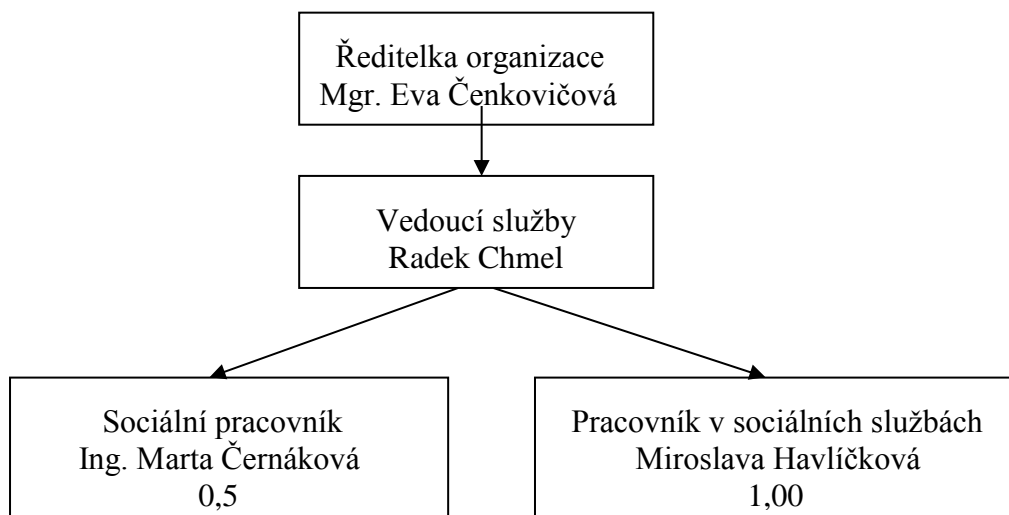 Ředitelka organizace
Mgr. Eva Čenkovičová
Vedoucí služby
Radek Chmel
Sociální pracovník
Ing. Marta Černáková
0,5
Pracovník v sociálních službách
Miroslava Havlíčková
1,00